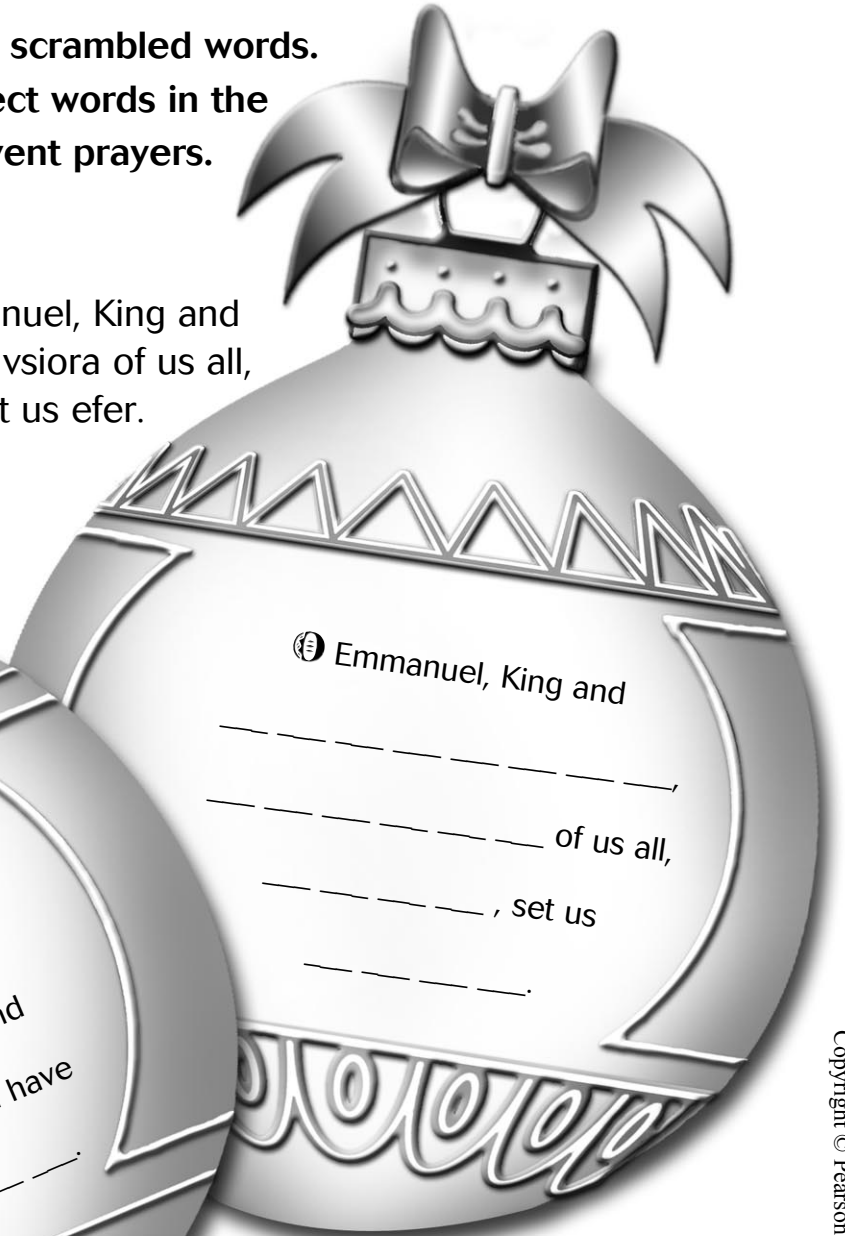 scrambled words.
ect words in the
vent prayers.
nuel, King and
vsiora of us all,
t us efer.
O Emmanuel, King and
_ _ _ _ _ _ _ _,
_ _ _ _ _ _ of us all,
_ _ _ _, set us
_ _ _ _.
nd
have
_ _.
Copyright © Pearson